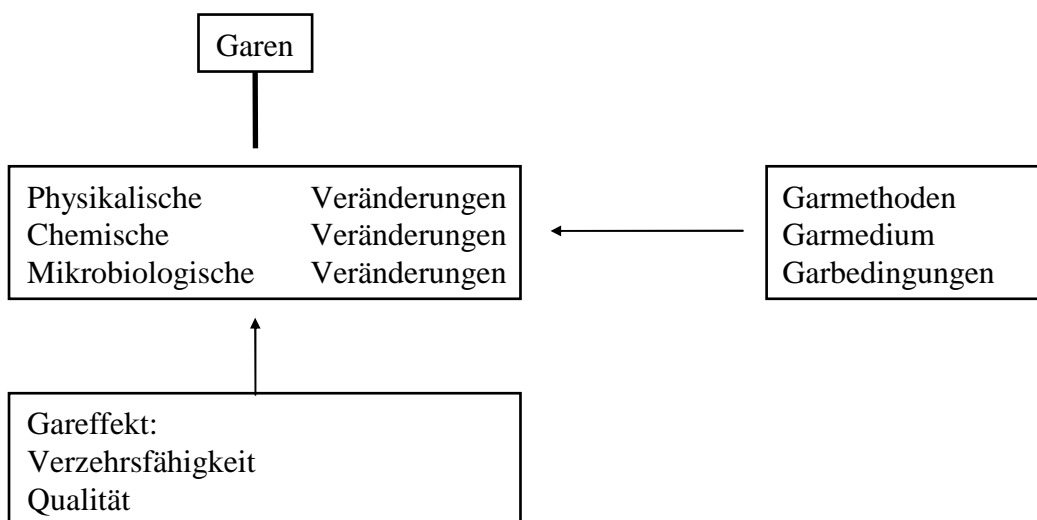 Garen
Physikalische Veränderungen
Chemische Veränderungen
Mikrobiologische Veränderungen
Garmethoden
Garmedium
Garbedingungen
Gareffekt:
Verzehrsfähigkeit
Qualität